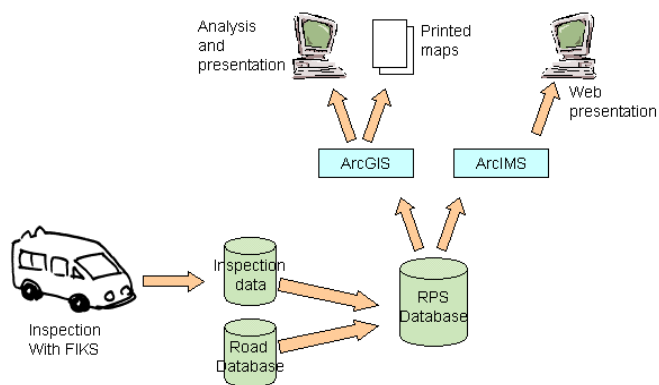 Analysis
and
presentation
Printed
maps
Web
presentation
ArcGIS
ArcIMS
Inspection
data
RPS
Database
Inspection
With FIKS
Road
Database